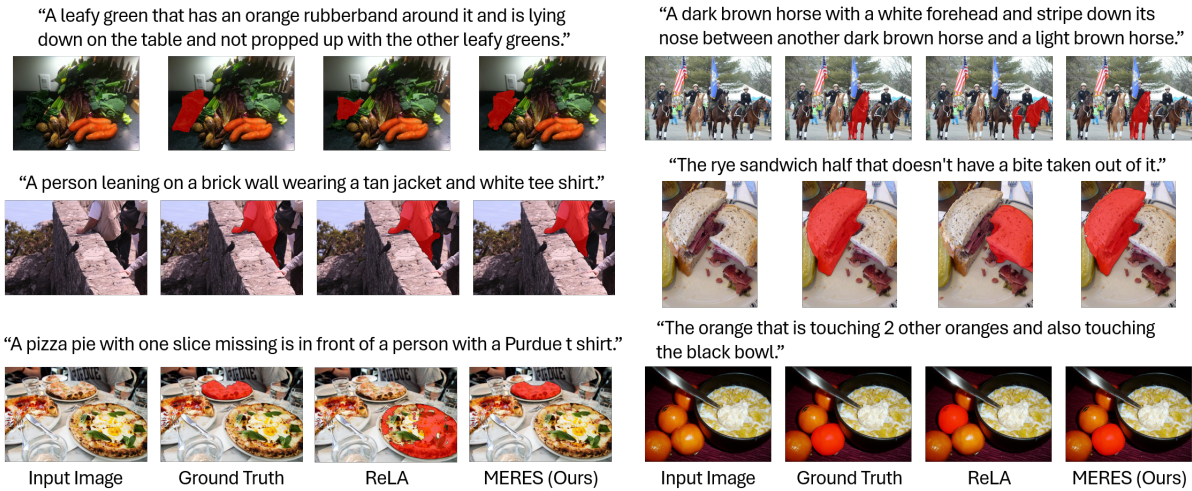 “A leafy green that has an orange rubberband around it and is lying
down on the table and not propped up with the other leafy greens.”
“A person leaning on a brick wall wearing a tan jacket and white tee shirt.”
“A pizza pie with one slice missing is in front of a person with a Purdue t shirt.”
Input Image
Ground Truth
ReLA
MERES (Ours)
“A dark brown horse with a white forehead and stripe down its
nose between another dark brown horse and a light brown horse.”
“The rye sandwich half that doesn't have a bite taken out of it.”
“The orange that is touching 2 other oranges and also touching
the black bowl.”
Input Image
Ground Truth
ReLA
MERES (Ours)